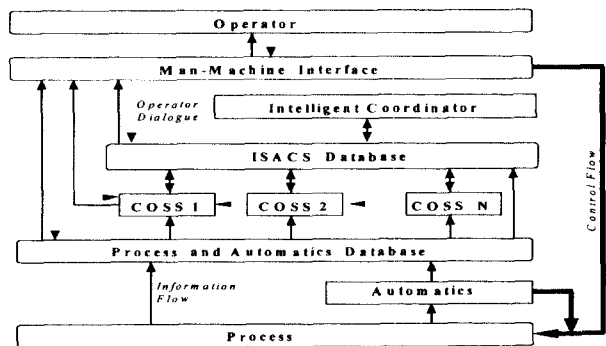 Operator
Man-Machine Interface
Operator
Dialogue
Intelligent Coordinator
ISACS Database
COSS 1
COSS 2
COSS N
Control Flow
Process and Automatics Database
Information
Flow
Automatics
Process